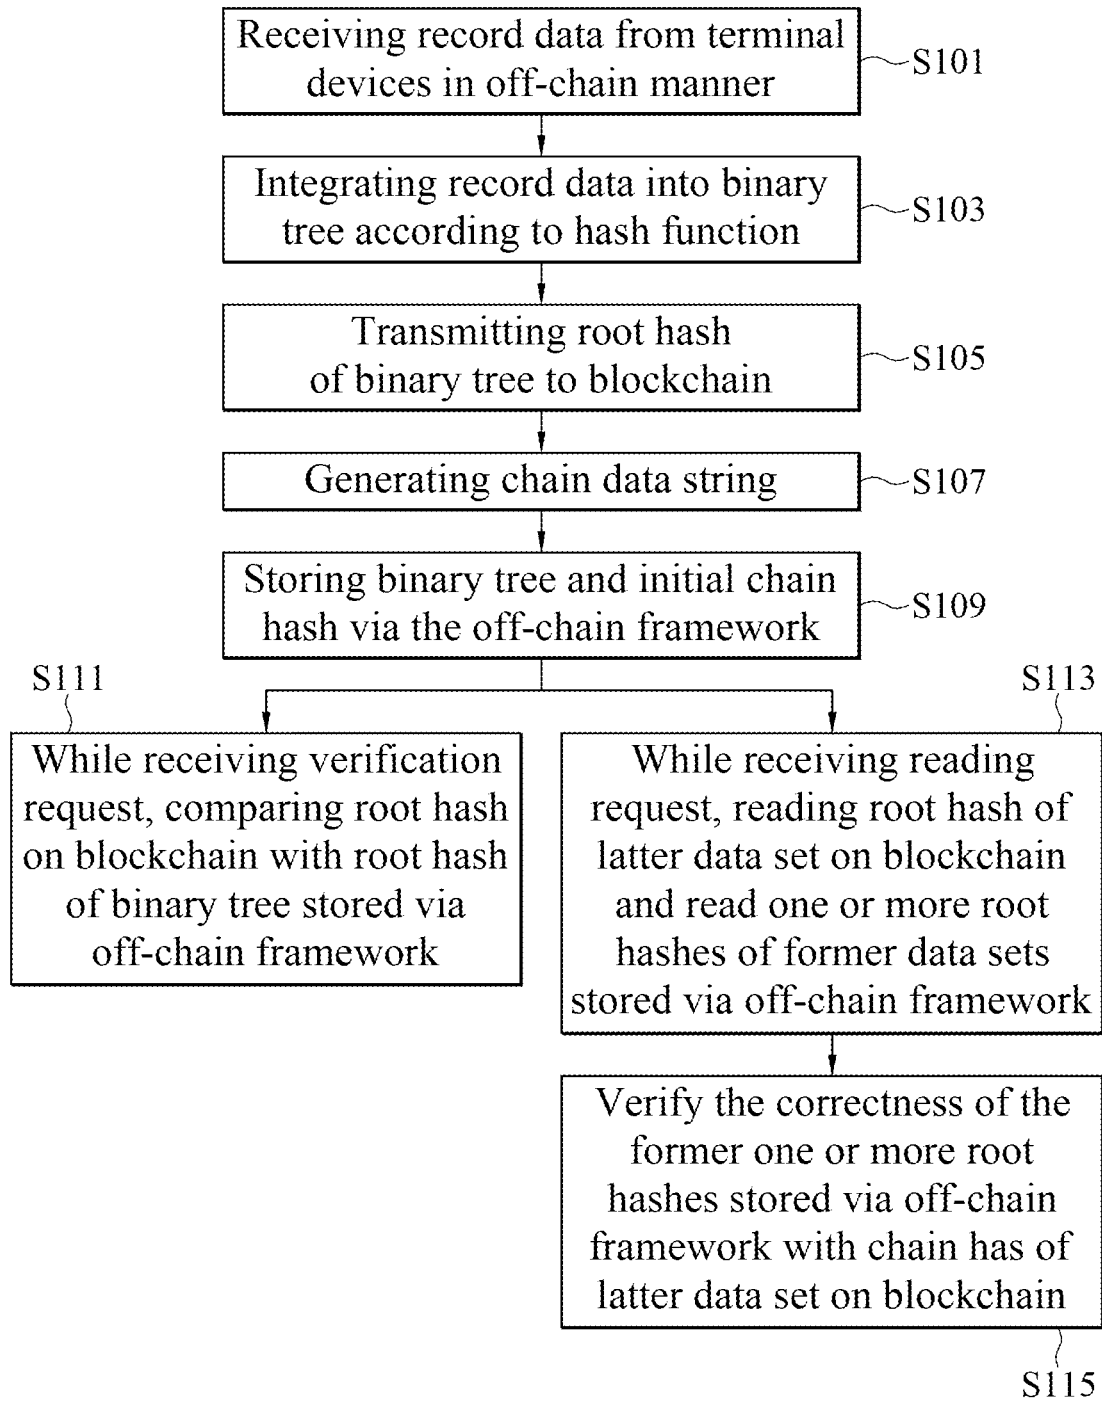 Receiving record data from terminal
devices in off-chain manner
S101
Integrating record data into binary
tree according to hash function
S103
Transmitting root hash
of binary tree to blockchain
S105
Generating chain data string
S107
Storing binary tree and initial chain
hash via the off-chain framework
S109
S111
While receiving verification
request, comparing root hash
on blockchain with root hash
of binary tree stored via
off-chain framework
S113
While receiving reading
request, reading root hash of
latter data set on blockchain
and read one or more root
hashes of former data sets
stored via off-chain framework
Verify the correctness of the
former one or more root
hashes stored via off-chain
framework with chain has of
latter data set on blockchain
S115